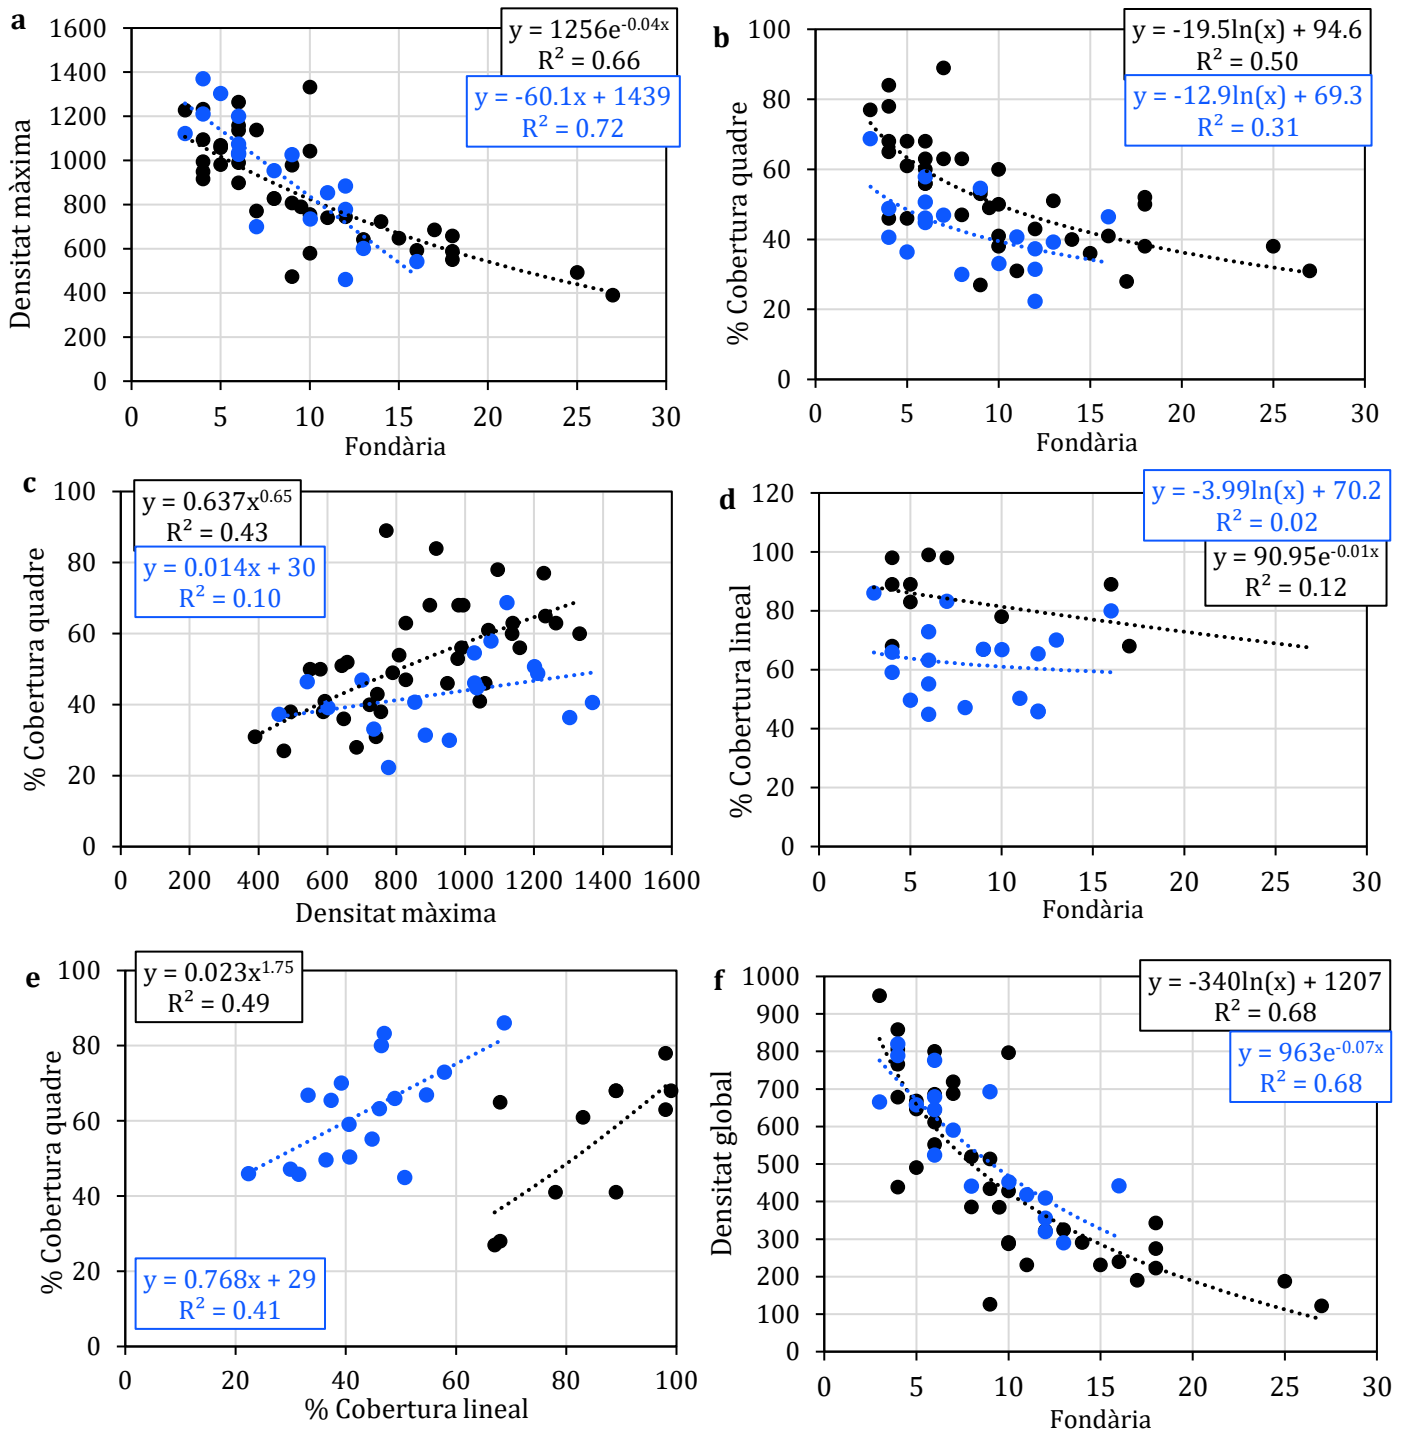 a
y = 1256e^-0.04x
R² = 0.66
y = -60.1x + 1439
R² = 0.72
1600
1400
1200
1000
800
600
400
200
0
Densitat màxima
0 5 10 15 20 25 30
Fondària
b
y = -19.5ln(x) + 94.6
R² = 0.50
y = -12.9ln(x) + 69.3
R² = 0.31
100
80
60
40
20
0
% Cobertura quadre
0 5 10 15 20 25 30
Fondària
c
y = 0.637x^0.65
R² = 0.43
y = 0.014x + 30
R² = 0.10
100
80
60
40
20
0
% Cobertura quadre
0 200 400 600 800 1000 1200 1400 1600
Densitat màxima
d
y = -3.99ln(x) + 70.2
R² = 0.02
y = 90.95e^-0.01x
R² = 0.12
120
100
80
60
40
20
0
% Cobertura lineal
0 5 10 15 20 25 30
Fondària
e
y = 0.023x^1.75
R² = 0.49
y = 0.768x + 29
R² = 0.41
100
80
60
40
20
0
% Cobertura quadre
0 20 40 60 80 100
% Cobertura lineal
f
y = -340ln(x) + 1207
R² = 0.68
y = 963e^-0.07x
R² = 0.68
1000
900
800
700
600
500
400
300
200
100
0
Densitat global
0 5 10 15 20 25 30
Fondària